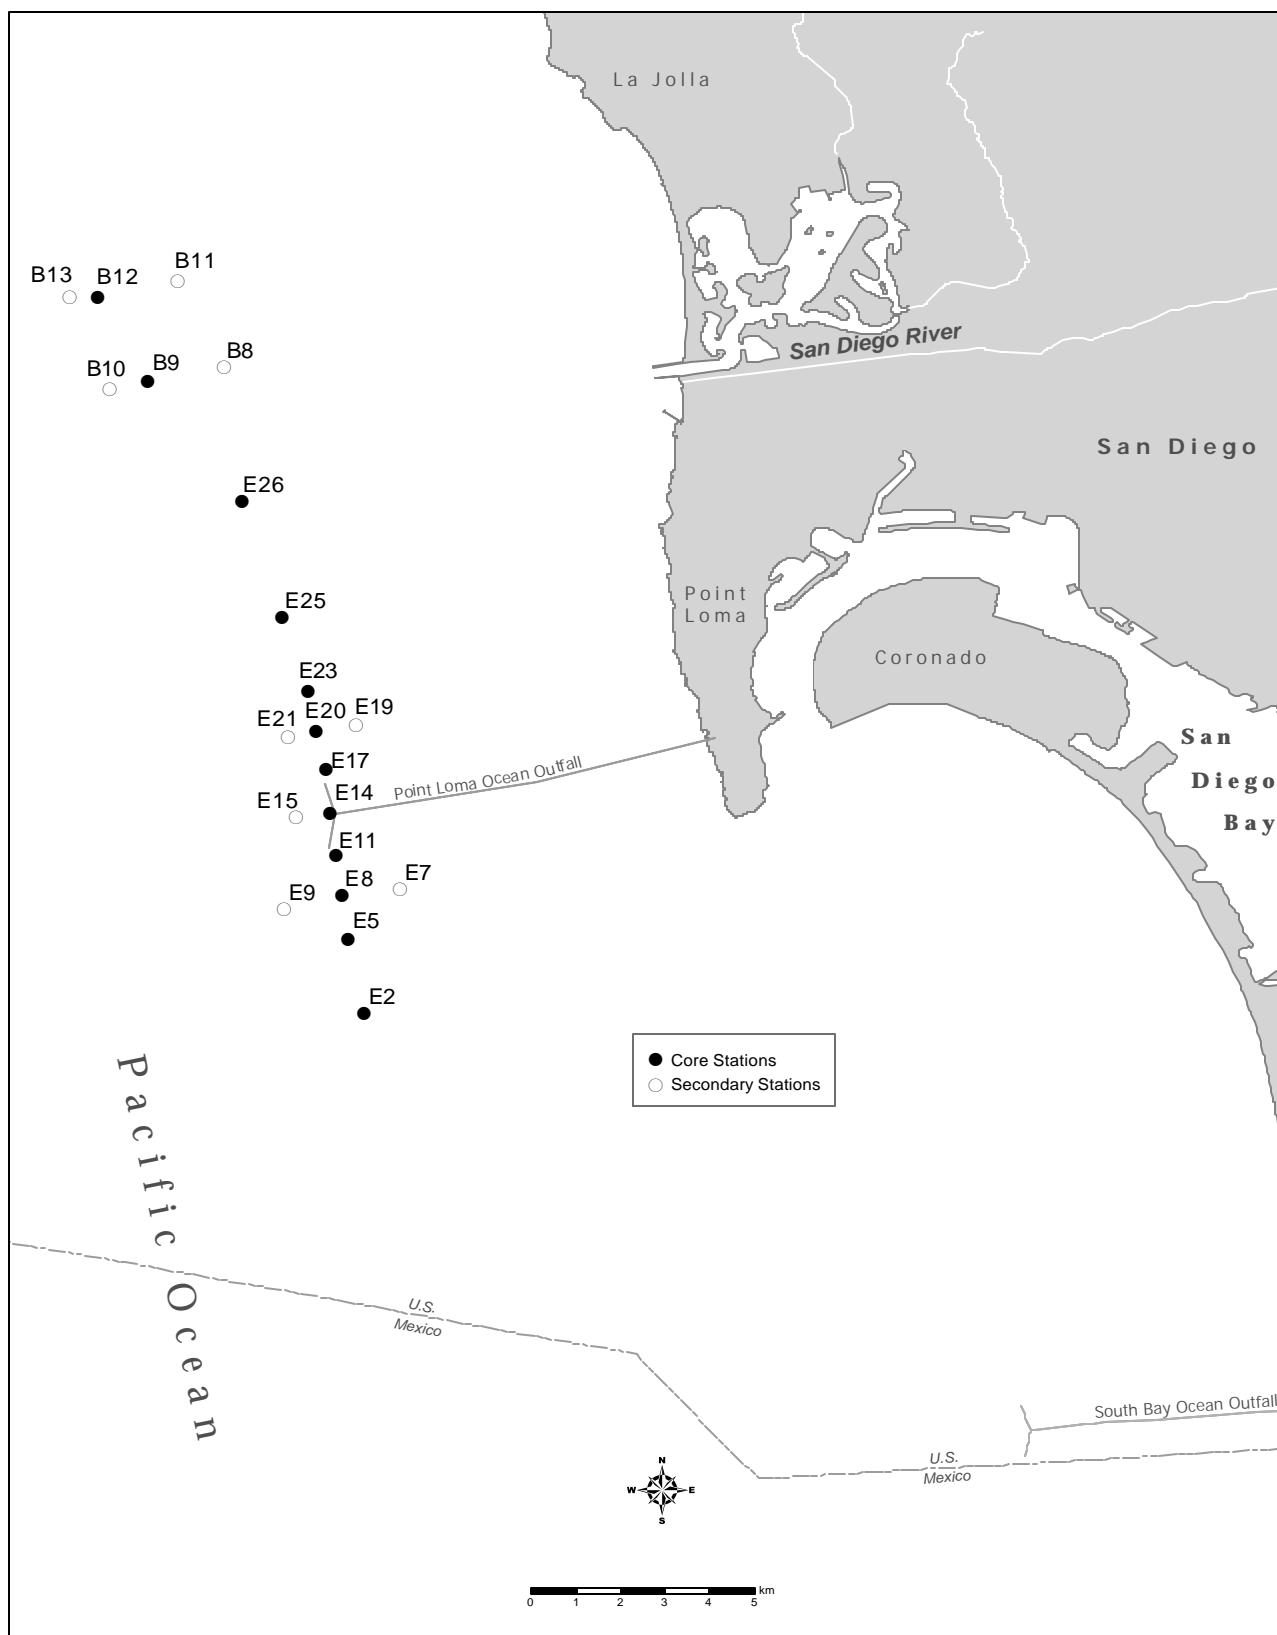 La Jolla
B13
B12
B11
B10
B9
B8
San Diego River
San Diego
E26
E25
Point
Loma
Coronado
E23
E21
E20
E19
San
Diego
Bay
E17
Point Loma Ocean Outfall
E15
E14
E11
E9
E8
E7
E5
E2
Core Stations
Secondary Stations
Pacific Ocean
U.S.
Mexico
South Bay Ocean Outfall
U.S.
Mexico
N
W
E
S
km
0 1 2 3 4 5